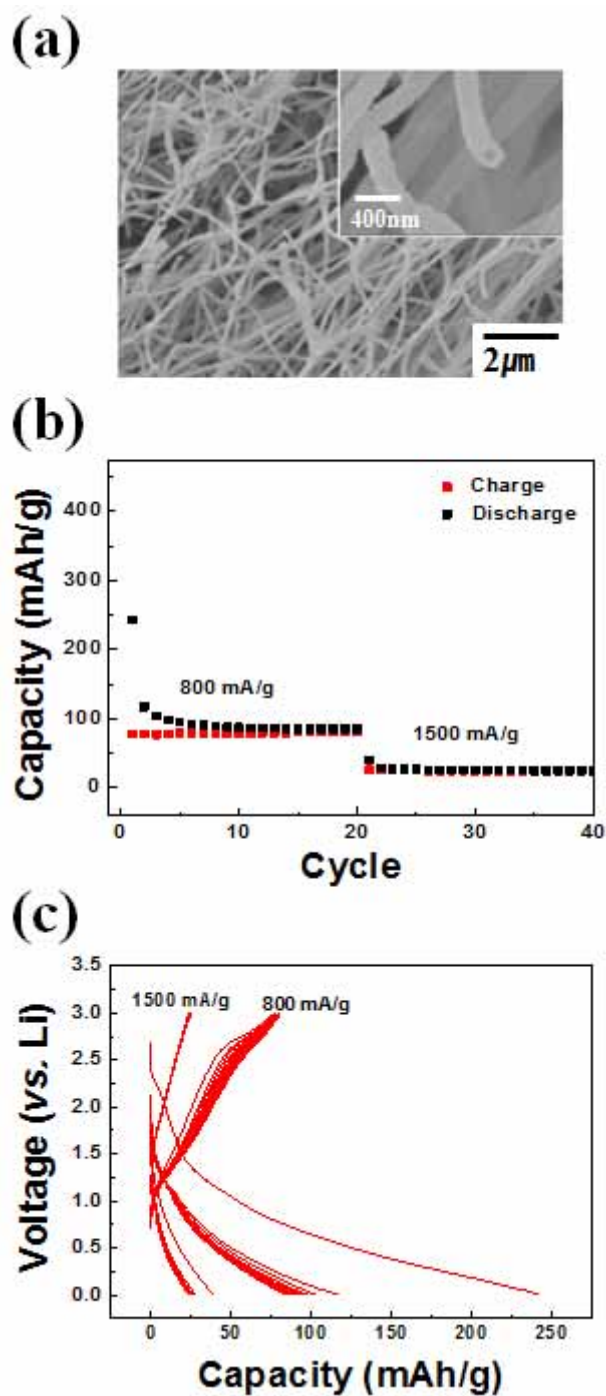 (a)
400nm
2μm
(b)
Capacity (mAh/g)
400
300
200
100
0
Charge
Discharge
800 mA/g
1500 mA/g
0
10
20
30
40
Cycle
(c)
Voltage (vs. Li)
3.5
3.0
2.5
2.0
1.5
1.0
0.5
0.0
1500 mA/g
800 mA/g
0
50
100
150
200
250
Capacity (mAh/g)